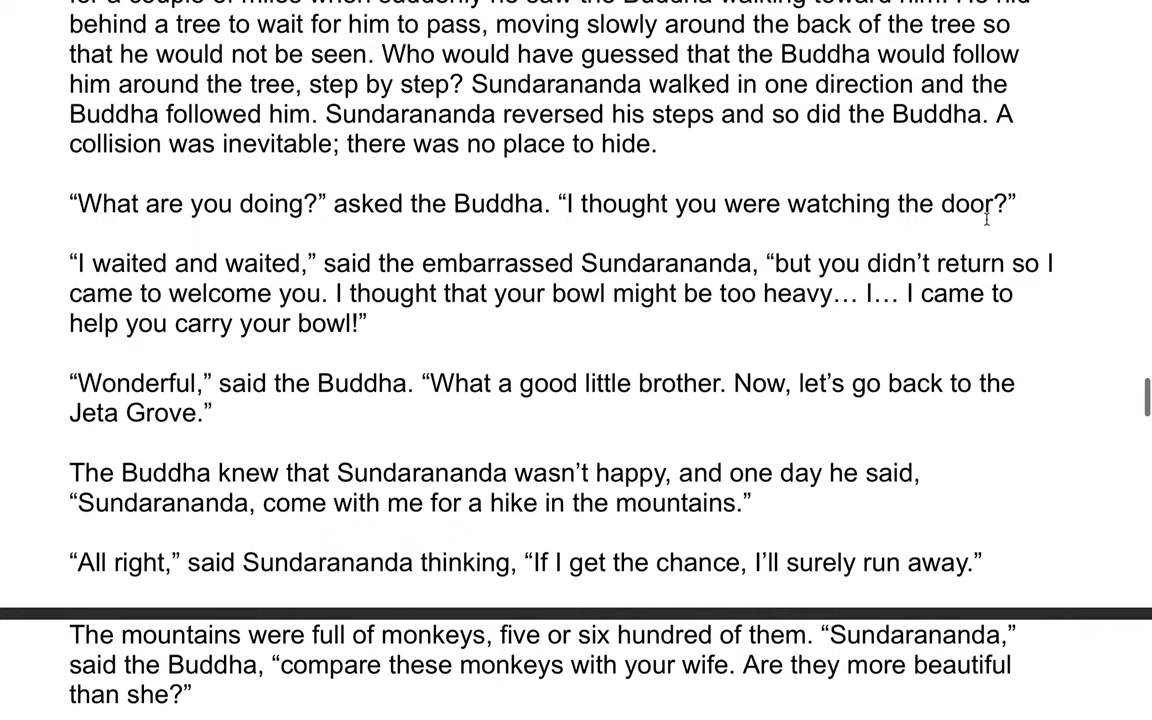 behind a tree to wait for him to pass, moving slowly around the back of the tree so
that he would not be seen. Who would have guessed that the Buddha would follow
him around the tree, step by step? Sundarananda walked in one direction and the
Buddha followed him. Sundarananda reversed his steps and so did the Buddha. A
collision was inevitable; there was no place to hide.
“What are you doing?” asked the Buddha. “I thought you were watching the door?”
“I waited and waited,” said the embarrassed Sundarananda, “but you didn’t return so I
came to welcome you. I thought that your bowl might be too heavy… I… I came to
help you carry your bowl!”
“Wonderful,” said the Buddha. “What a good little brother. Now, let’s go back to the
Jeta Grove.”
The Buddha knew that Sundarananda wasn’t happy, and one day he said,
“Sundarananda, come with me for a hike in the mountains.”
“All right,” said Sundarananda thinking, “If I get the chance, I’ll surely run away.”
The mountains were full of monkeys, five or six hundred of them. “Sundarananda,”
said the Buddha, “compare these monkeys with your wife. Are they more beautiful
than she?”